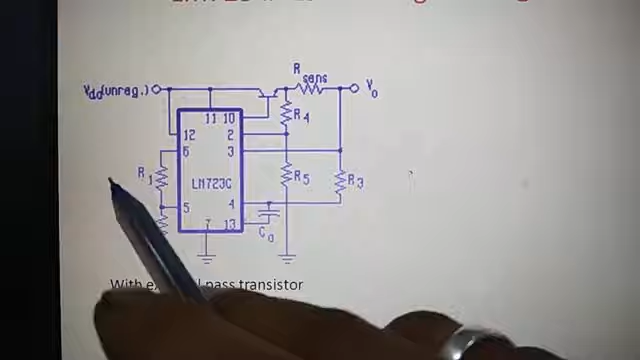 R
sens
Vdd(unreg.)
Vo
11 10
R4
12
2
6
3
R1
LM723C
R5
R3
5
4
7
13
Co
With
pass transistor